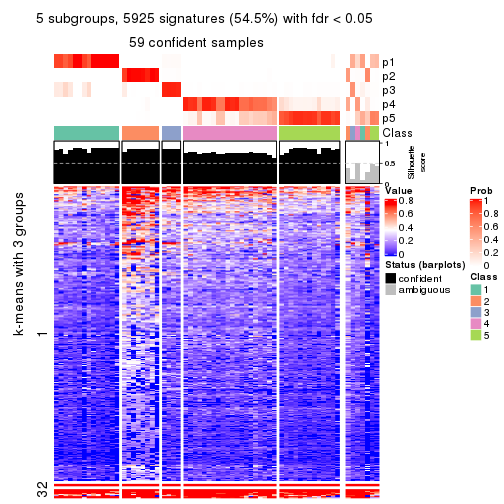 5 subgroups, 5925 signatures (54.5%) with fdr < 0.05
59 confident samples
p1
p2
p3
p4
p5
Class
1
0.5
0
Silhouette
score
k-means with 3 groups
1
32
Value
0.8
0.6
0.4
0.2
0
Status (barplots)
confident
ambiguous
Prob
1
0.8
0.6
0.4
0.2
0
Class
1
2
3
4
5